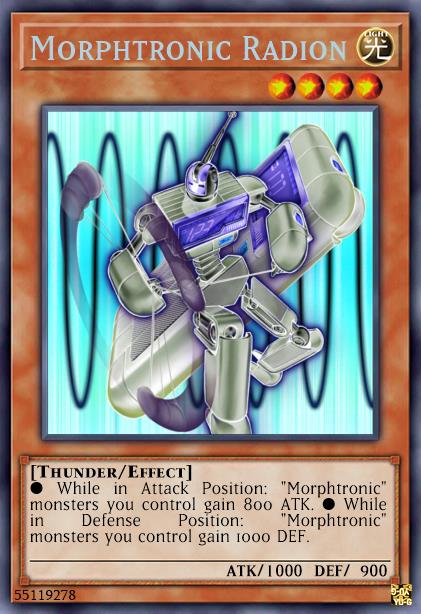 Morphtronic Radion
LIGHT
光
[Thunder/Effect]
● While in Attack Position: "Morphtronic"
monsters you control gain 800 ATK. ● While
in Defense Position: "Morphtronic"
monsters you control gain 1000 DEF.
ATK/1000 DEF/ 900
55119278